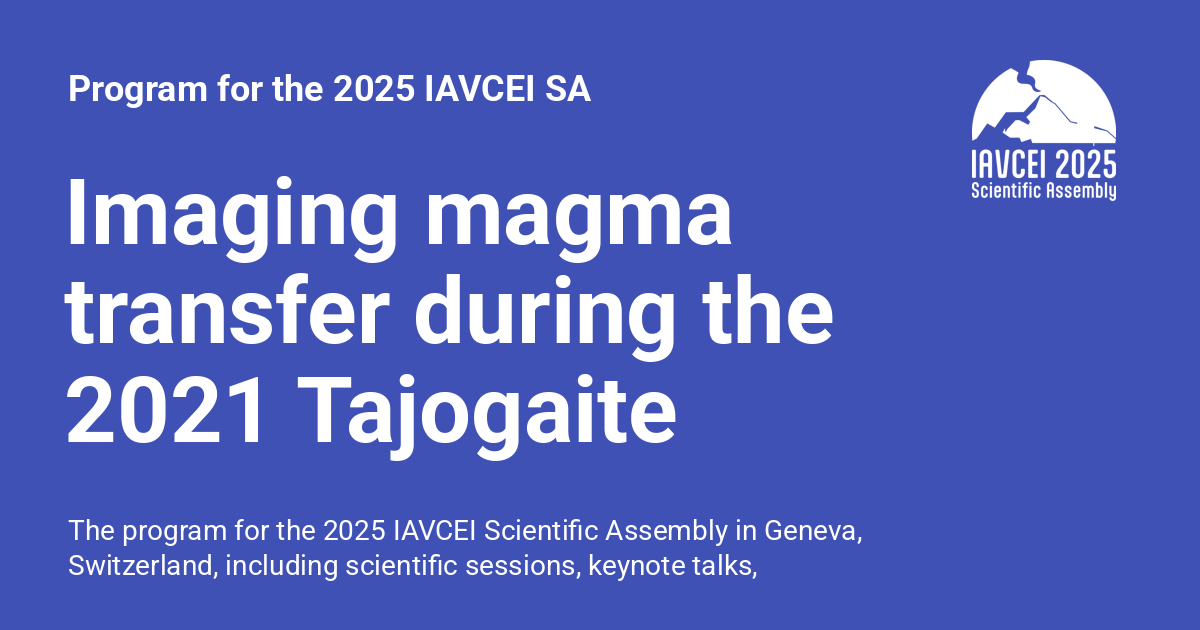 Program for the 2025 IAVCEI SA
IAVCEI 2025
Scientific Assembly
Imaging magma
transfer during the
2021 Tajogaite
The program for the 2025 IAVCEI Scientific Assembly in Geneva,
Switzerland, including scientific sessions, keynote talks,